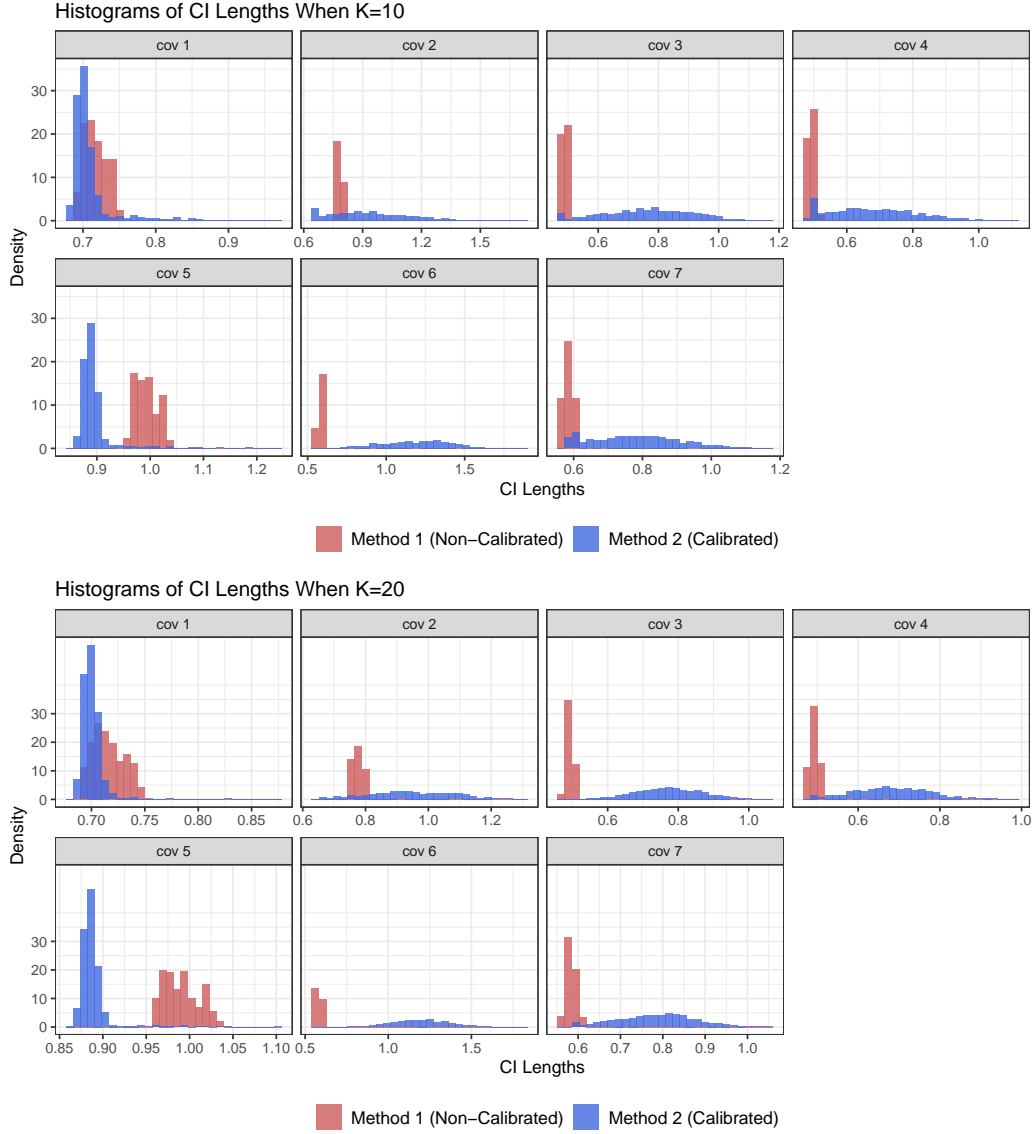 Histograms of CI Lengths When K=10
cov 1 cov 2 cov 3 cov 4
30
20
10
0
0.7 0.8 0.9 0.6 0.9 1.2 1.5 0.6 0.8 1.0 1.2 0.6 0.8 1.0
Density
cov 5 cov 6 cov 7
30
20
10
0
0.9 1.0 1.1 1.2 0.5 1.0 1.5 0.6 0.8 1.0 1.2
CI Lengths
Method 1 (Non−Calibrated) Method 2 (Calibrated)
Histograms of CI Lengths When K=20
cov 1 cov 2 cov 3 cov 4
30
20
10
0
0.70 0.75 0.80 0.85 0.6 0.8 1.0 1.2 0.6 0.8 1.0 0.6 0.8 1.0
Density
cov 5 cov 6 cov 7
30
20
10
0
0.85 0.90 0.95 1.00 1.05 1.10 0.5 1.0 1.5 0.6 0.7 0.8 0.9 1.0
CI Lengths
Method 1 (Non−Calibrated) Method 2 (Calibrated)